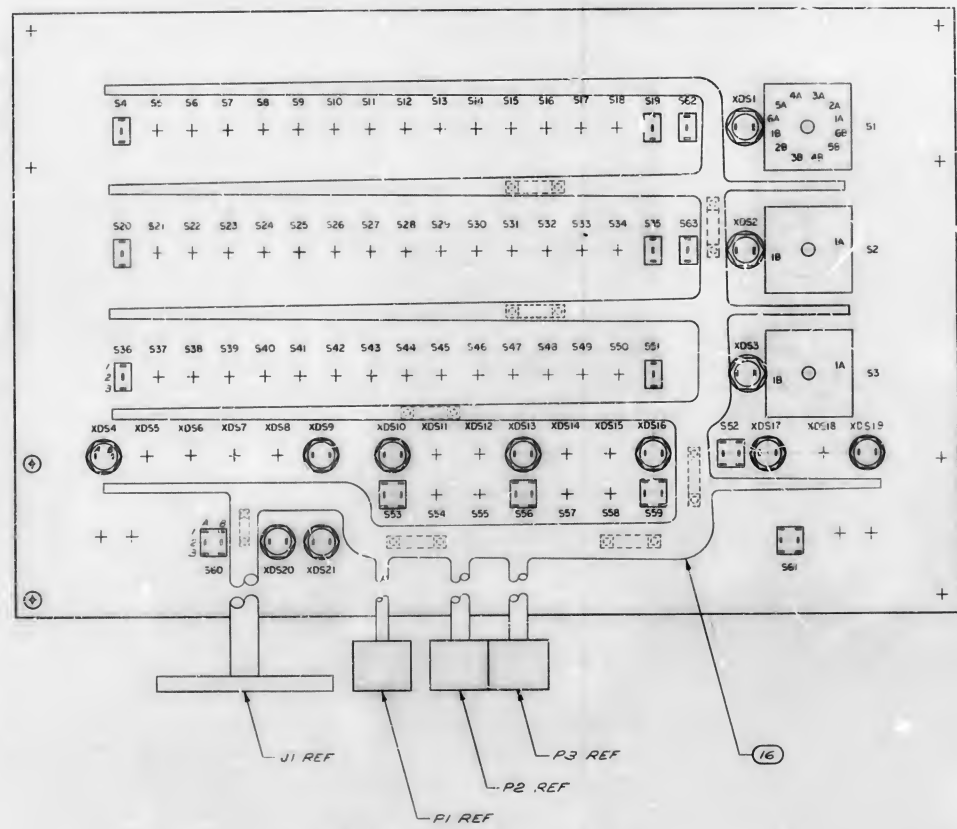 S4 S5 S6 S7 S8 S9 S10 S11 S12 S13 S14 S15 S16 S17 S18 S19 S62 XDS1
4A 3A
5A 2A
6A 1A
1B 6B
2B 5B
3B 4B
S1
S20 S21 S22 S23 S24 S25 S26 S27 S28 S29 S30 S31 S32 S33 S34 S35 S63 XDS2
1A
1B
S2
S36 S37 S38 S39 S40 S41 S42 S43 S44 S45 S46 S47 S48 S49 S50 S51 XDS3
1
2
3
1A
1B
S3
XDS4 XDS5 XDS6 XDS7 XDS8 XDS9 XDS10 XDS11 XDS12 XDS13 XDS14 XDS15 XDS16 S52 XDS17 XDS18 XDS19
S53 S54 S55 S56 S57 S58 S59
A B
1
2
3
S60 XDS20 XDS21 S61
J1 REF
P3 REF
16
P2 REF
P1 REF